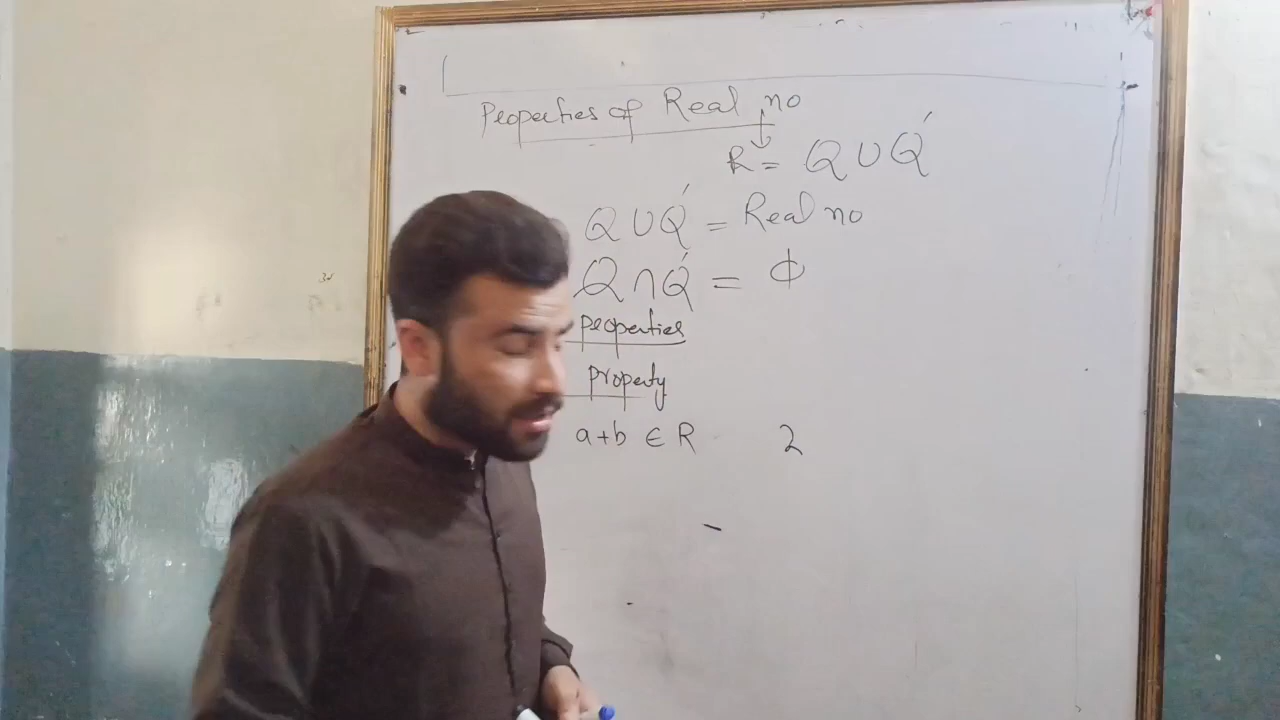 Properties of Real no
R = Q ∪ Q'
Q ∪ Q' = Real no
Q ∩ Q' = ϕ
properties
property
a+b ∈ R 2